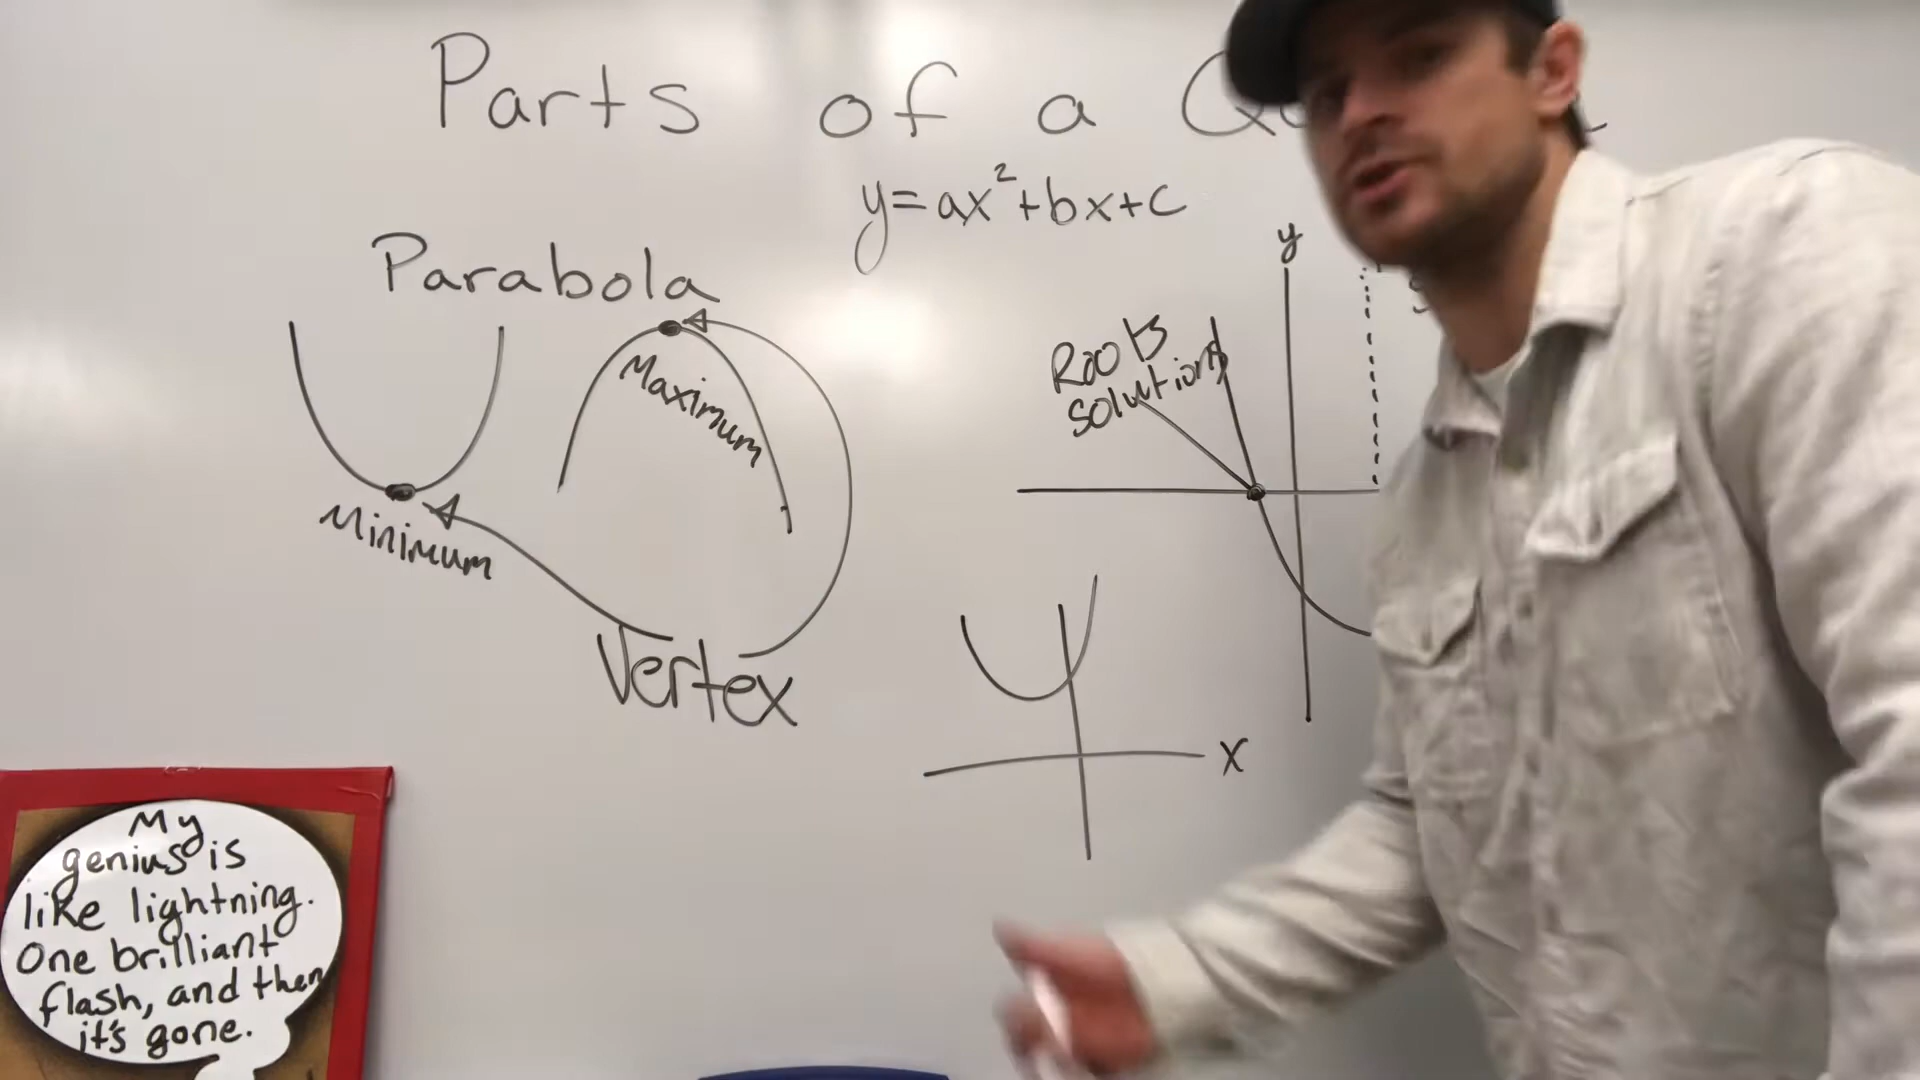 Parts of a
y=ax²+bx+c
Parabola
y
Maximum
Roots
solutions
Minimum
Vertex
x
My
genius is
like lightning.
One brilliant
flash, and then
it's gone.